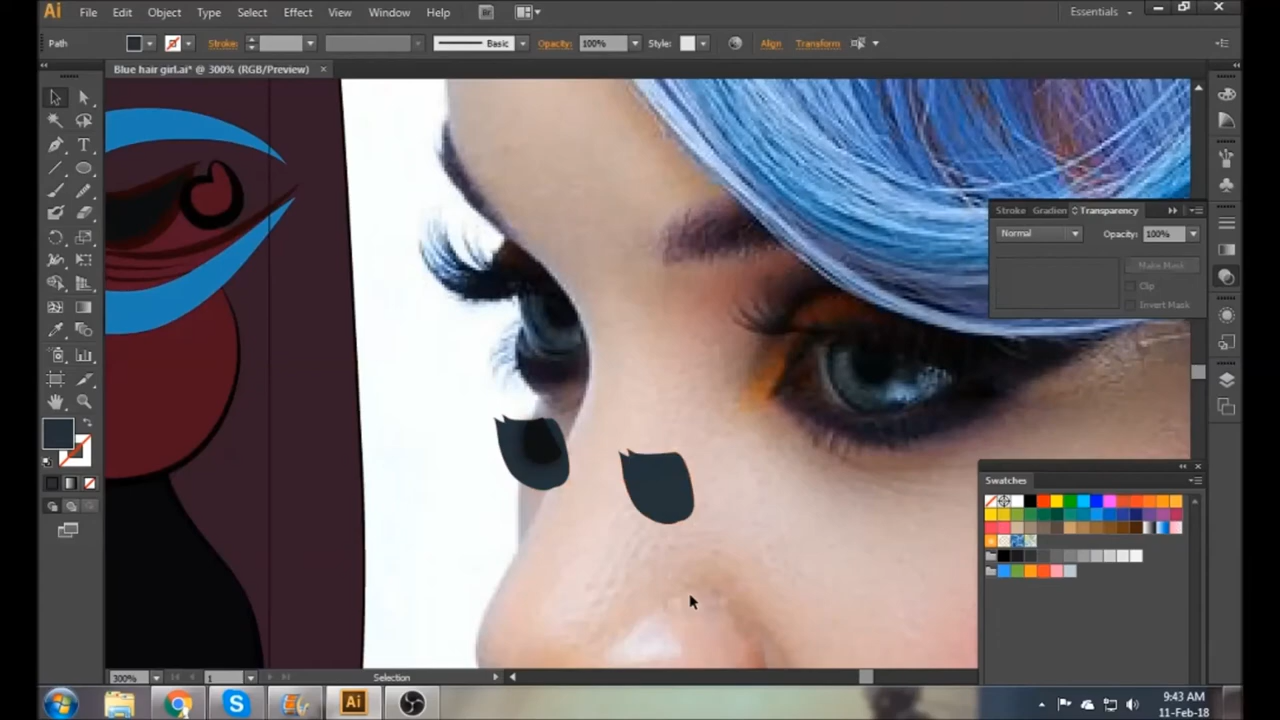 Ai File Edit Object Type Select Effect View Window Help Br Essentials
Path Stroke: Basic Opacity: 100% Style: Align Transform
Blue hair girl.ai* @ 300% (RGB/Preview) ×
Stroke Gradien Transparency
Normal Opacity: 100%
Make Mask
Clip
Invert Mask
Swatches
300% 1 Selection
S Ai 9:43 AM
11-Feb-18